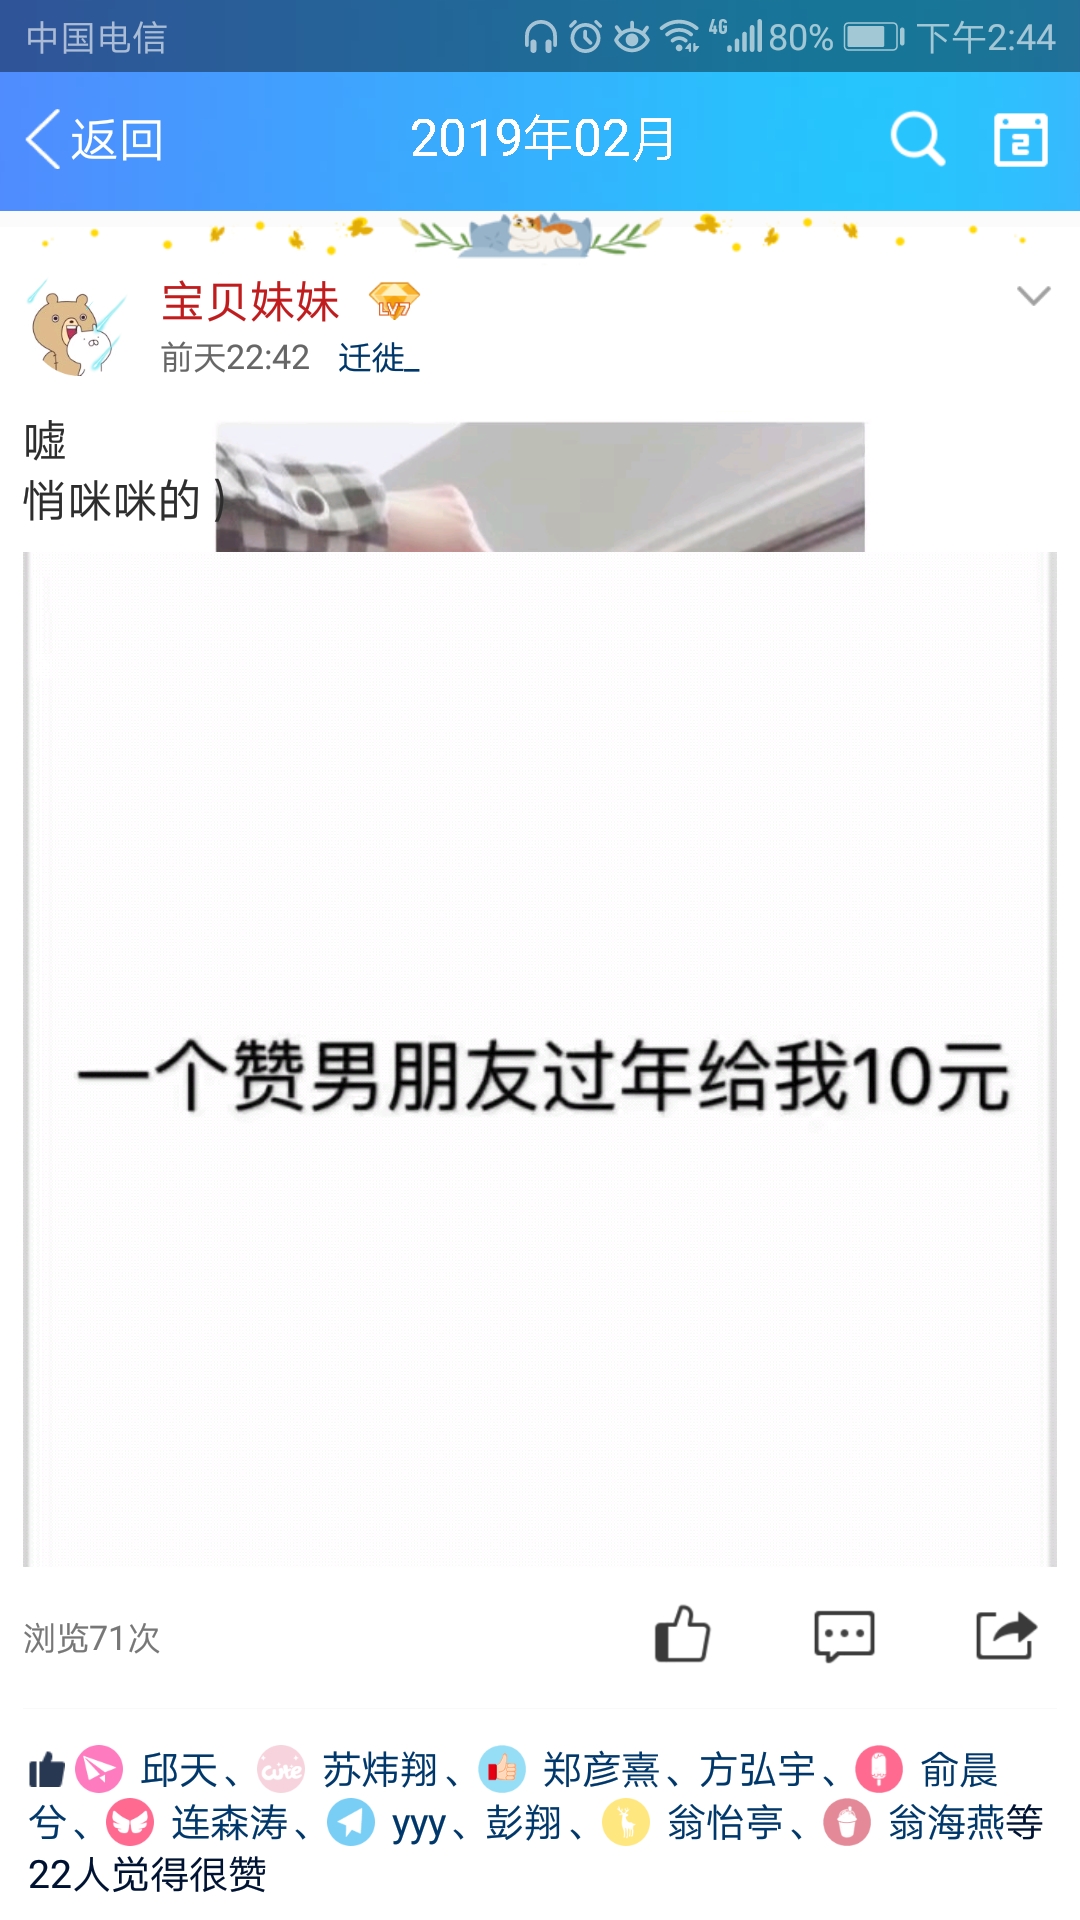 中国电信 4G 80% 下午2:44
返回 2019年02月 2
宝贝妹妹 LV7
前天22:42 迁徙_
嘘
悄咪咪的 )
一个赞男朋友过年给我10元
浏览71次
邱天、cute 苏炜翔、郑彦熹、方弘宇、俞晨
兮、连森涛、yyy、彭翔、翁怡亭、翁海燕等
22人觉得很赞